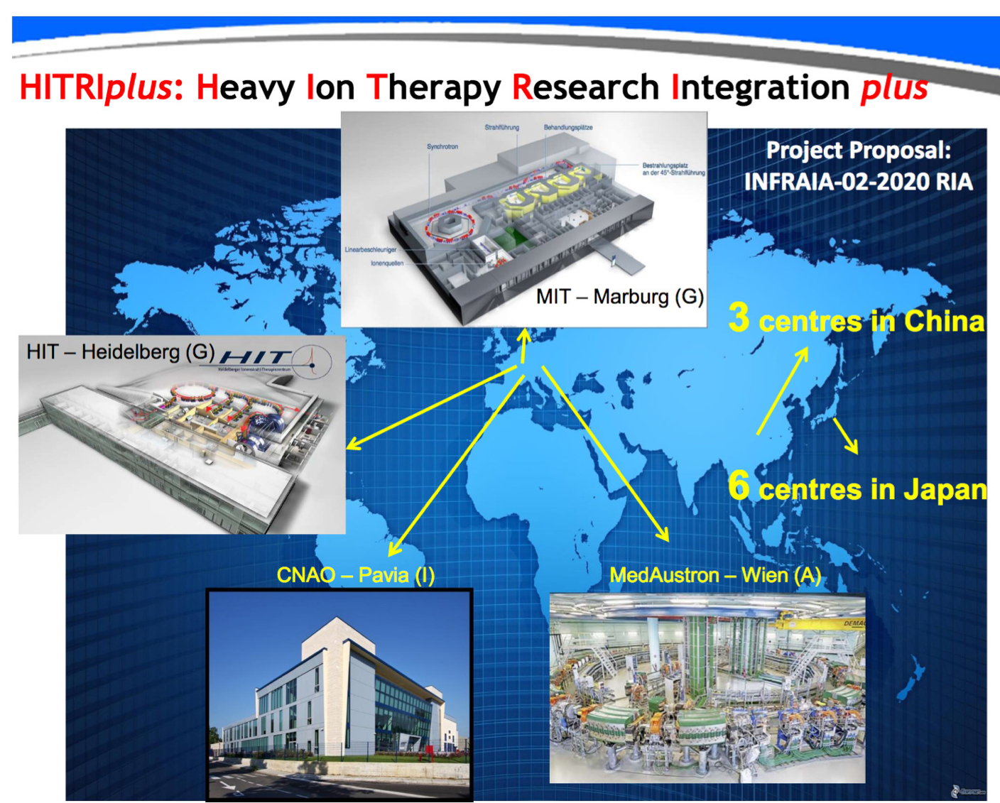 HITRIplus: Heavy Ion Therapy Research Integration plus
Project Proposal:
INFRAIA-02-2020 RIA
Strahlführung
Behandlungsplätze
Synchrotron
Bestrahlungsplatz
an der 45°-Strahlführung
Linearbeschleuniger
Ionenquellen
MIT – Marburg (G)
3 centres in China
HIT – Heidelberg (G)
HIT
Heidelberger Ionenstrahl-Therapiezentrum
6 centres in Japan
CNAO – Pavia (I)
MedAustron – Wien (A)
DEMAG